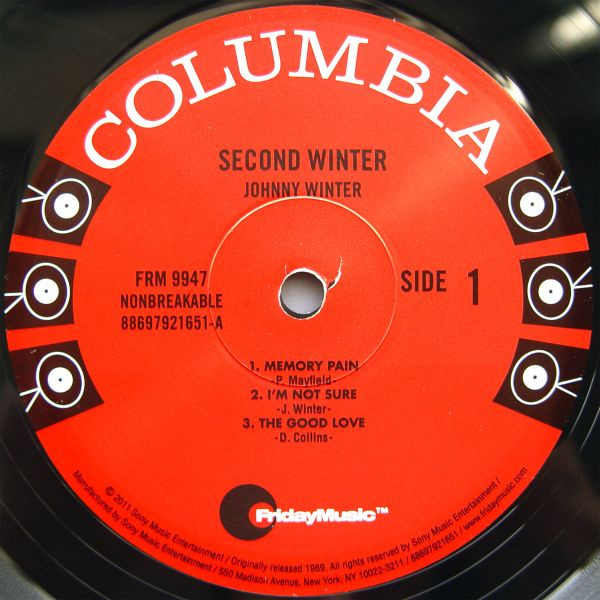 COLUMBIA
SECOND WINTER
JOHNNY WINTER
FRM 9947
NONBREAKABLE
88697921651-A
SIDE 1
1. MEMORY PAIN
-P. Mayfield-
2. I'M NOT SURE
-J. Winter-
3. THE GOOD LOVE
-D. Collins-
FridayMusic™
© 2011 Sony Music Entertainment / Originally released 1969. All rights reserved by Sony Music Entertainment /
Manufactured by Sony Music Entertainment / 550 Madison Avenue, New York, NY 10022-3211 / 88697921651 / www.fridaymusic.com